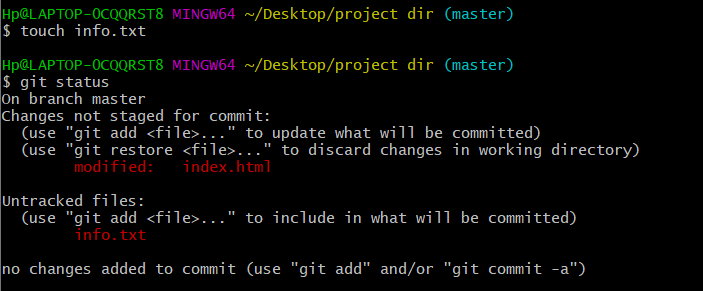 Hp@LAPTOP-OCQQRST8 MINGW64 ~/Desktop/project dir (master)
$ touch info.txt
Hp@LAPTOP-OCQQRST8 MINGW64 ~/Desktop/project dir (master)
$ git status
On branch master
Changes not staged for commit:
  (use "git add <file>..." to update what will be committed)
  (use "git restore <file>..." to discard changes in working directory)
        modified:   index.html
Untracked files:
  (use "git add <file>..." to include in what will be committed)
        info.txt
no changes added to commit (use "git add" and/or "git commit -a")